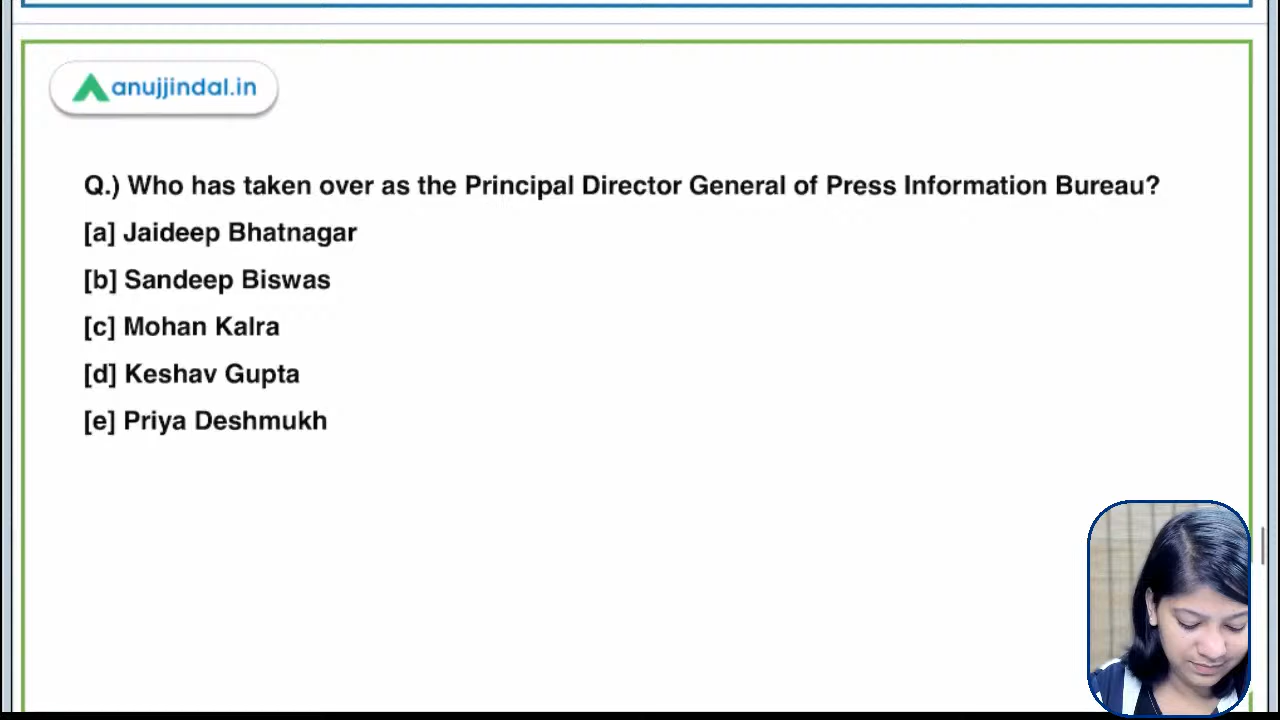 anujjindal.in
Q.) Who has taken over as the Principal Director General of Press Information Bureau?
[a] Jaideep Bhatnagar
[b] Sandeep Biswas
[c] Mohan Kalra
[d] Keshav Gupta
[e] Priya Deshmukh